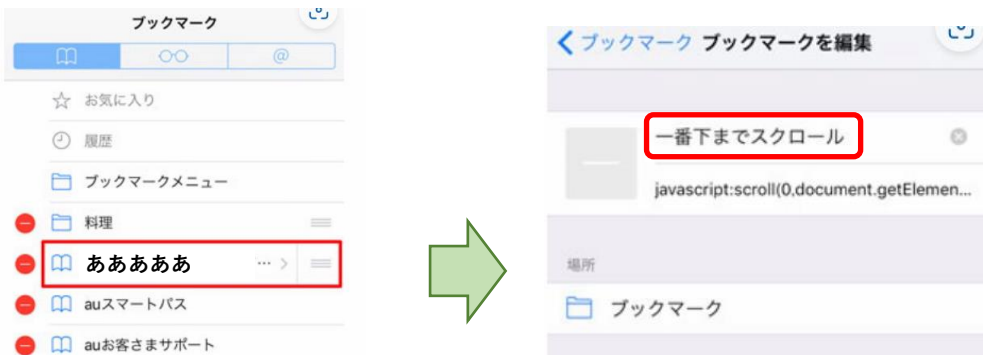 ブックマーク
@
お気に入り
履歴
ブックマークメニュー
料理
あああああ ...
auスマートパス
auお客さまサポート
ブックマーク ブックマークを編集
一番下までスクロール
javascript:scroll(0,document.getElemen...
場所
ブックマーク